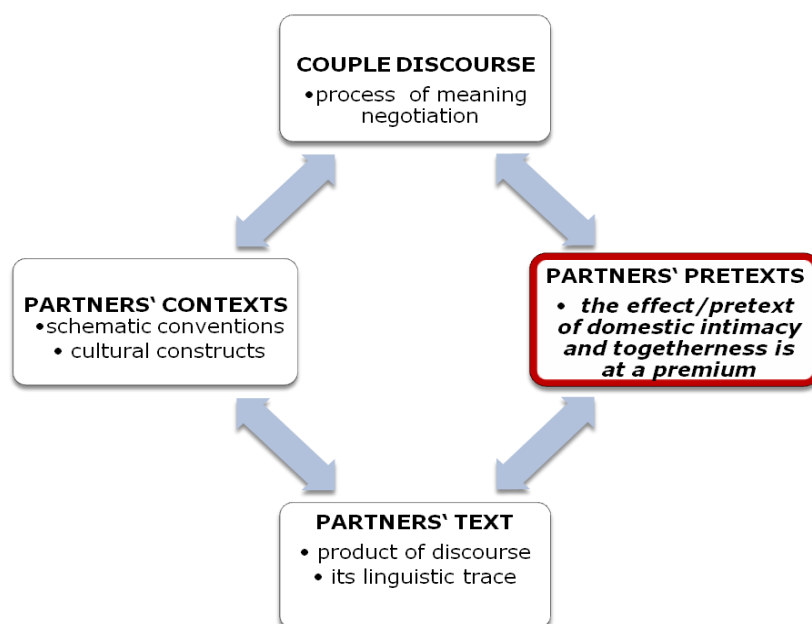 COUPLE DISCOURSE
•process of meaning
negotiation
PARTNERS‘ CONTEXTS
•schematic conventions
• cultural constructs
PARTNERS‘ PRETEXTS
• the effect/pretext
of domestic intimacy
and togetherness is
at a premium
PARTNERS‘ TEXT
• product of discourse
• its linguistic trace